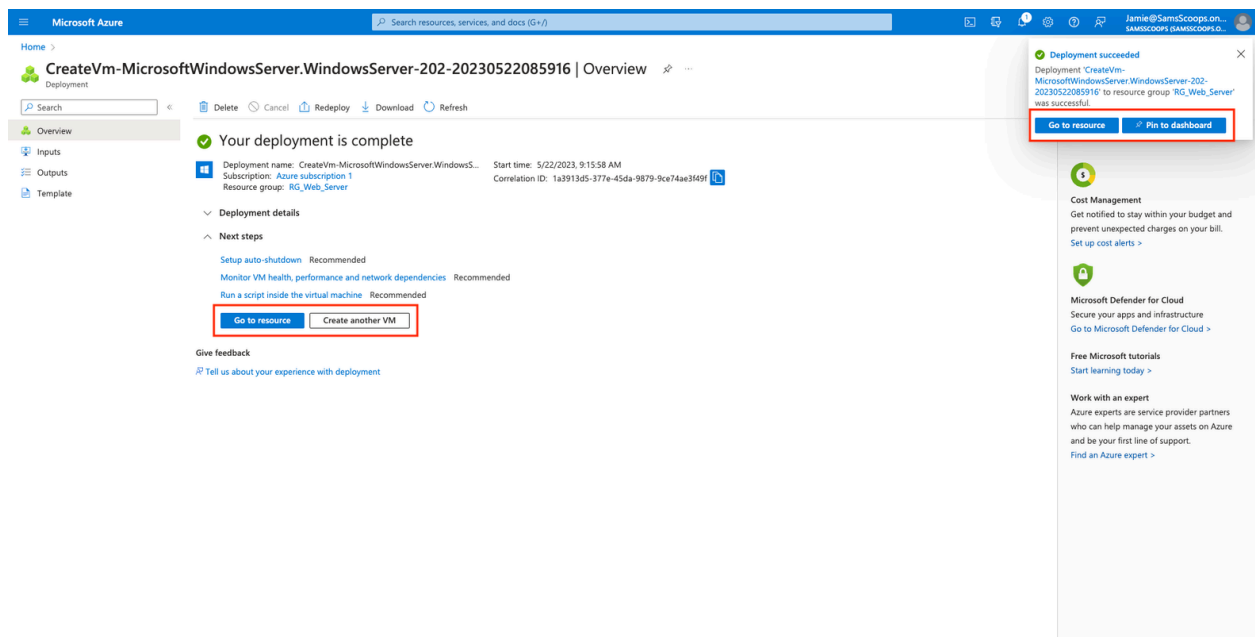 Microsoft Azure
Search resources, services, and docs (G+/)
1
Jamie@SamsScoops.on...
SAMSSCOOPS (SAMSSCOOPS.O...
Home >
CreateVm-MicrosoftWindowsServer.WindowsServer-202-20230522085916 | Overview
...
Deployment
Search
«
Delete
Cancel
Redeploy
Download
Refresh
Overview
Inputs
Outputs
Template
Your deployment is complete
Deployment name: CreateVm-MicrosoftWindowsServer.WindowsS...
Subscription: Azure subscription 1
Resource group: RG_Web_Server
Start time: 5/22/2023, 9:15:58 AM
Correlation ID: 1a3913d5-377e-45da-9879-9ce74ae3f49f
Deployment details
Next steps
Setup auto-shutdown Recommended
Monitor VM health, performance and network dependencies Recommended
Run a script inside the virtual machine Recommended
Go to resource
Create another VM
Give feedback
Tell us about your experience with deployment
Deployment succeeded
Deployment 'CreateVm-
MicrosoftWindowsServer.WindowsServer-202-
20230522085916' to resource group 'RG_Web_Server'
was successful.
Go to resource
Pin to dashboard
$
Cost Management
Get notified to stay within your budget and
prevent unexpected charges on your bill.
Set up cost alerts >
Microsoft Defender for Cloud
Secure your apps and infrastructure
Go to Microsoft Defender for Cloud >
Free Microsoft tutorials
Start learning today >
Work with an expert
Azure experts are service provider partners
who can help manage your assets on Azure
and be your first line of support.
Find an Azure expert >